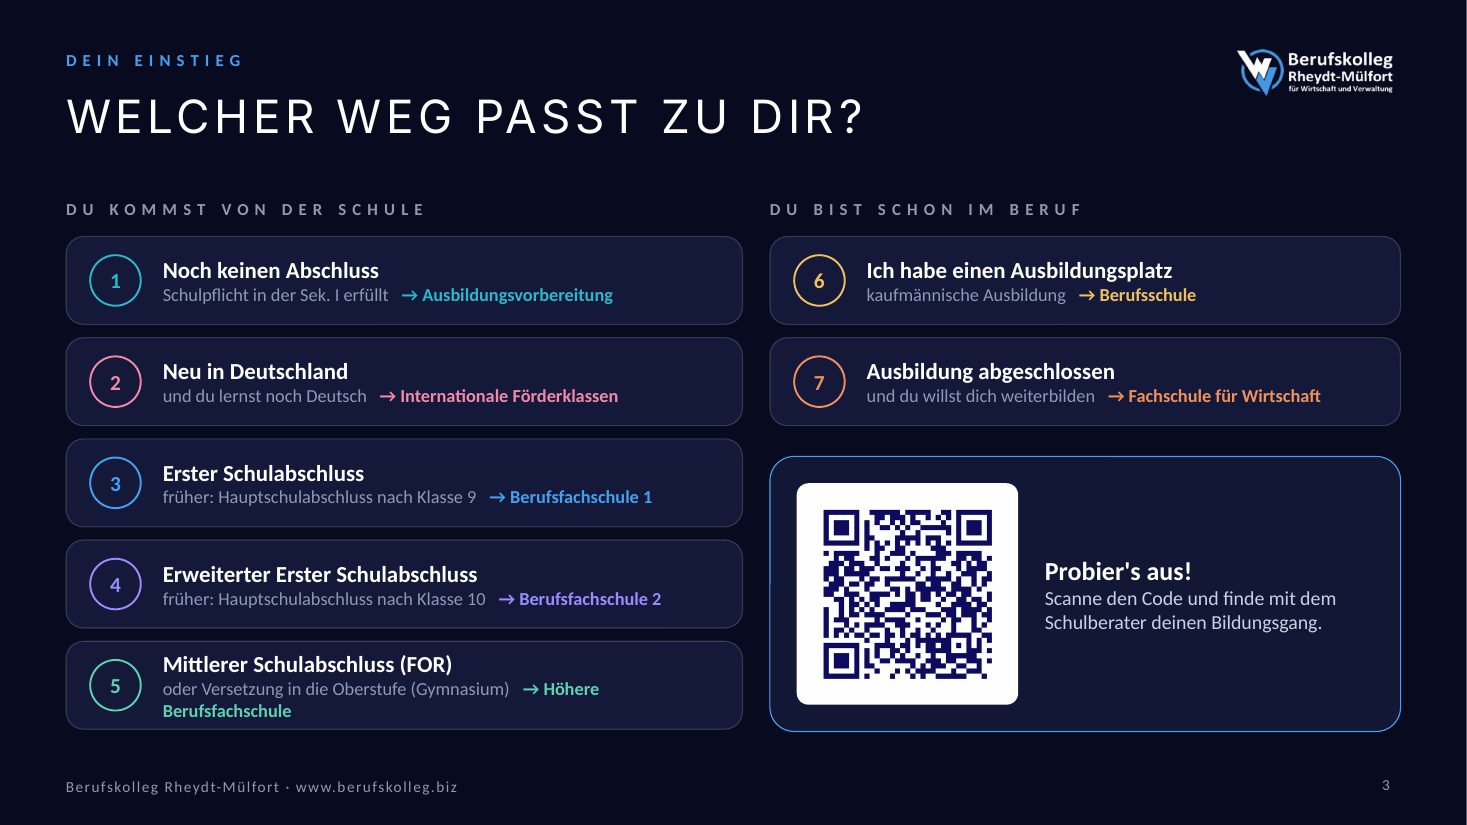 DEIN EINSTIEG
WELCHER WEG PASST ZU DIR?
Berufskolleg
Rheydt-Mülfort
für Wirtschaft und Verwaltung
DU KOMMST VON DER SCHULE
1
Noch keinen Abschluss
Schulpflicht in der Sek. I erfüllt → Ausbildungsvorbereitung
2
Neu in Deutschland
und du lernst noch Deutsch → Internationale Förderklassen
3
Erster Schulabschluss
früher: Hauptschulabschluss nach Klasse 9 → Berufsfachschule 1
4
Erweiterter Erster Schulabschluss
früher: Hauptschulabschluss nach Klasse 10 → Berufsfachschule 2
5
Mittlerer Schulabschluss (FOR)
oder Versetzung in die Oberstufe (Gymnasium) → Höhere
Berufsfachschule
DU BIST SCHON IM BERUF
6
Ich habe einen Ausbildungsplatz
kaufmännische Ausbildung → Berufsschule
7
Ausbildung abgeschlossen
und du willst dich weiterbilden → Fachschule für Wirtschaft
Probier's aus!
Scanne den Code und finde mit dem
Schulberater deinen Bildungsgang.
Berufskolleg Rheydt-Mülfort · www.berufskolleg.biz
3